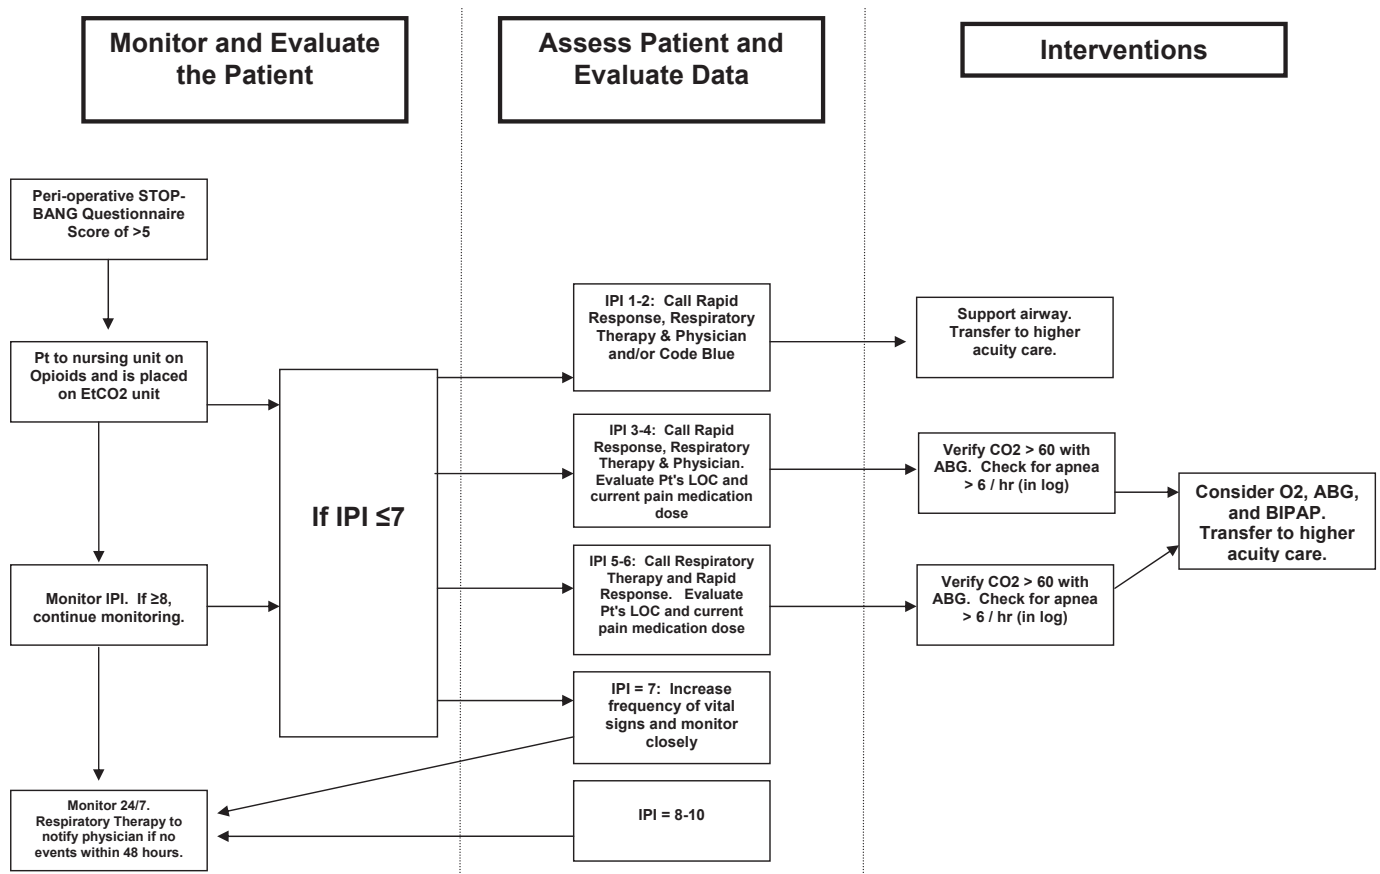 Monitor and Evaluate
the Patient
Assess Patient and
Evaluate Data
Interventions
Peri-operative STOP-
BANG Questionnaire
Score of >5
Pt to nursing unit on
Opioids and is placed
on EtCO2 unit
Monitor IPI.  If ≥8,
continue monitoring.
Monitor 24/7.
Respiratory Therapy to
notify physician if no
events within 48 hours.
If IPI ≤7
IPI 1-2:  Call Rapid
Response, Respiratory
Therapy & Physician
and/or Code Blue
IPI 3-4:  Call Rapid
Response, Respiratory
Therapy & Physician.
Evaluate Pt's LOC and
current pain medication
dose
IPI 5-6:  Call Respiratory
Therapy and Rapid
Response.   Evaluate
Pt's LOC and current
pain medication dose
IPI = 7:  Increase
frequency of vital
signs and monitor
closely
IPI = 8-10
Support airway.
Transfer to higher
acuity care.
Verify CO2 > 60 with
ABG.  Check for apnea
> 6 / hr (in log)
Verify CO2 > 60 with
ABG.  Check for apnea
> 6 / hr (in log)
Consider O2, ABG,
and BIPAP.
Transfer to higher
acuity care.